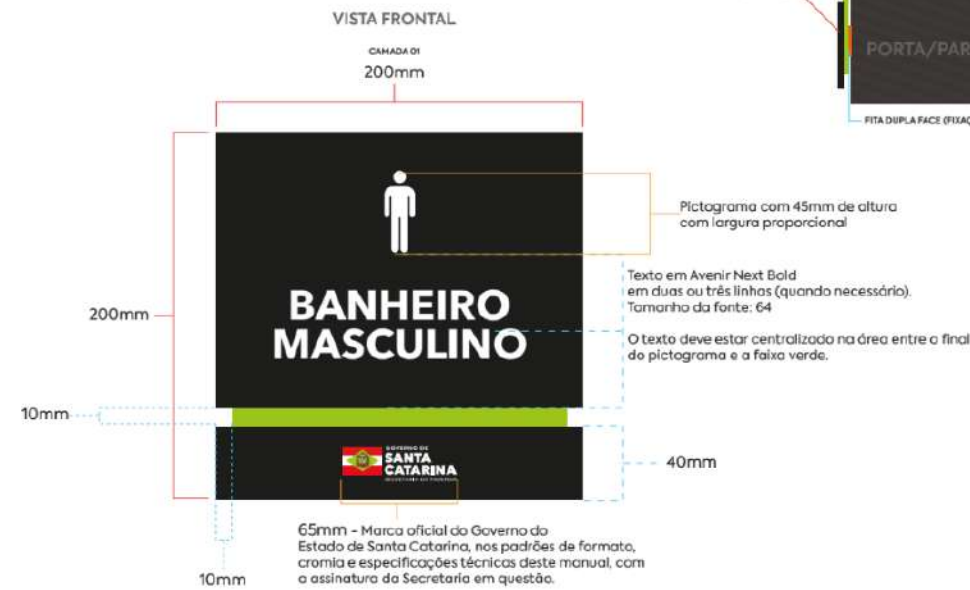 VISTA FRONTAL
CAMADA 01
200mm
PORTA/PAR
FITA DUPLA FACE (FIXAÇ
Pictograma com 45mm de altura
com largura proporcional
Texto em Avenir Next Bold
em duas ou três linhas (quando necessário).
Tamanho da fonte: 64
BANHEIRO
MASCULINO
200mm
O texto deve estar centralizado na área entre o final
do pictograma e a faixa verde.
10mm
GOVERNO DE
SANTA
CATARINA
40mm
65mm - Marca oficial do Governo do
Estado de Santa Catarina, nos padrões de formato,
cromia e especificações técnicas deste manual, com
a assinatura da Secretaria em questão.
10mm